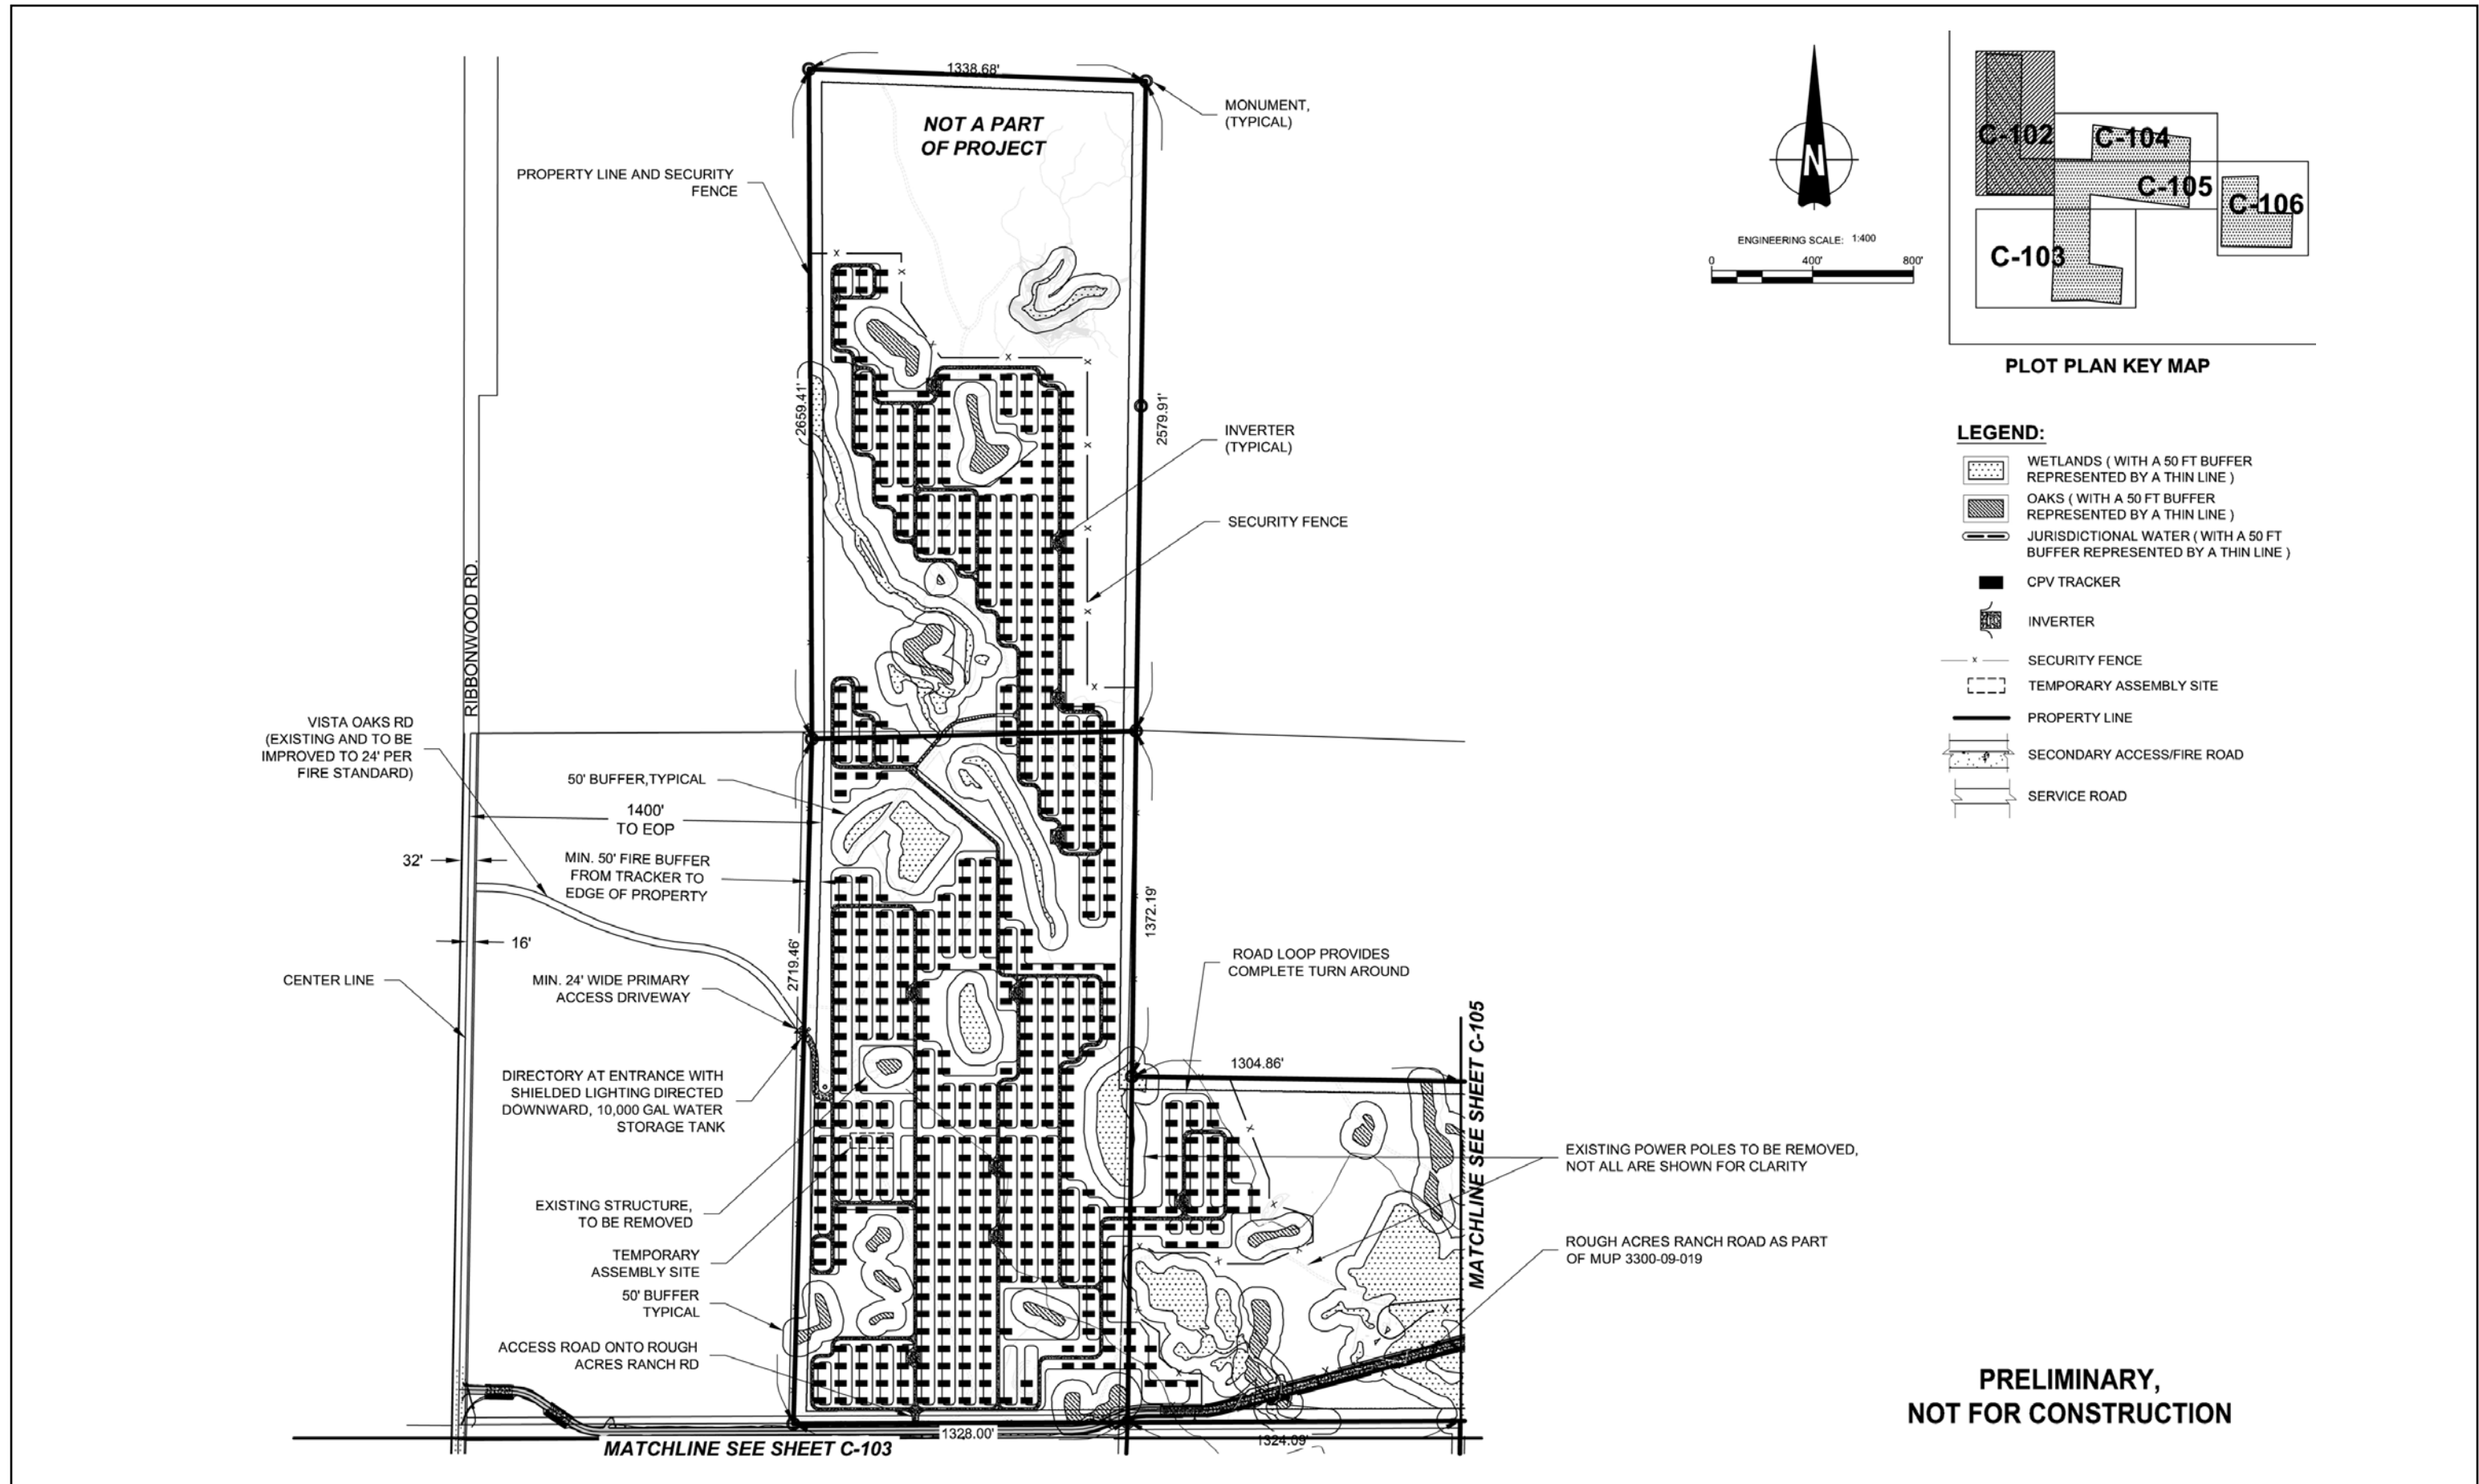 1338.68'
NOT A PART
OF PROJECT
MONUMENT,
(TYPICAL)
PROPERTY LINE AND SECURITY
FENCE
2659.41'
2579.91'
INVERTER
(TYPICAL)
SECURITY FENCE
RIBBONWOOD RD.
VISTA OAKS RD
(EXISTING AND TO BE
IMPROVED TO 24' PER
FIRE STANDARD)
50' BUFFER,TYPICAL
1400'
TO EOP
32'
MIN. 50' FIRE BUFFER
FROM TRACKER TO
EDGE OF PROPERTY
16'
1372.19'
2719.46'
CENTER LINE
MIN. 24' WIDE PRIMARY
ACCESS DRIVEWAY
ROAD LOOP PROVIDES
COMPLETE TURN AROUND
1304.86'
DIRECTORY AT ENTRANCE WITH
SHIELDED LIGHTING DIRECTED
DOWNWARD, 10,000 GAL WATER
STORAGE TANK
MATCHLINE SEE SHEET C-105
EXISTING POWER POLES TO BE REMOVED,
NOT ALL ARE SHOWN FOR CLARITY
EXISTING STRUCTURE,
TO BE REMOVED
TEMPORARY
ASSEMBLY SITE
ROUGH ACRES RANCH ROAD AS PART
OF MUP 3300-09-019
50' BUFFER
TYPICAL
ACCESS ROAD ONTO ROUGH
ACRES RANCH RD
1328.00'
1324.09'
MATCHLINE SEE SHEET C-103
N
ENGINEERING SCALE: 1:400
0 400' 800'
C-102
C-104
C-105
C-106
C-103
PLOT PLAN KEY MAP
LEGEND:
WETLANDS ( WITH A 50 FT BUFFER
REPRESENTED BY A THIN LINE )
OAKS ( WITH A 50 FT BUFFER
REPRESENTED BY A THIN LINE )
JURISDICTIONAL WATER ( WITH A 50 FT
BUFFER REPRESENTED BY A THIN LINE )
CPV TRACKER
INVERTER
x SECURITY FENCE
TEMPORARY ASSEMBLY SITE
PROPERTY LINE
SECONDARY ACCESS/FIRE ROAD
SERVICE ROAD
PRELIMINARY,
NOT FOR CONSTRUCTION